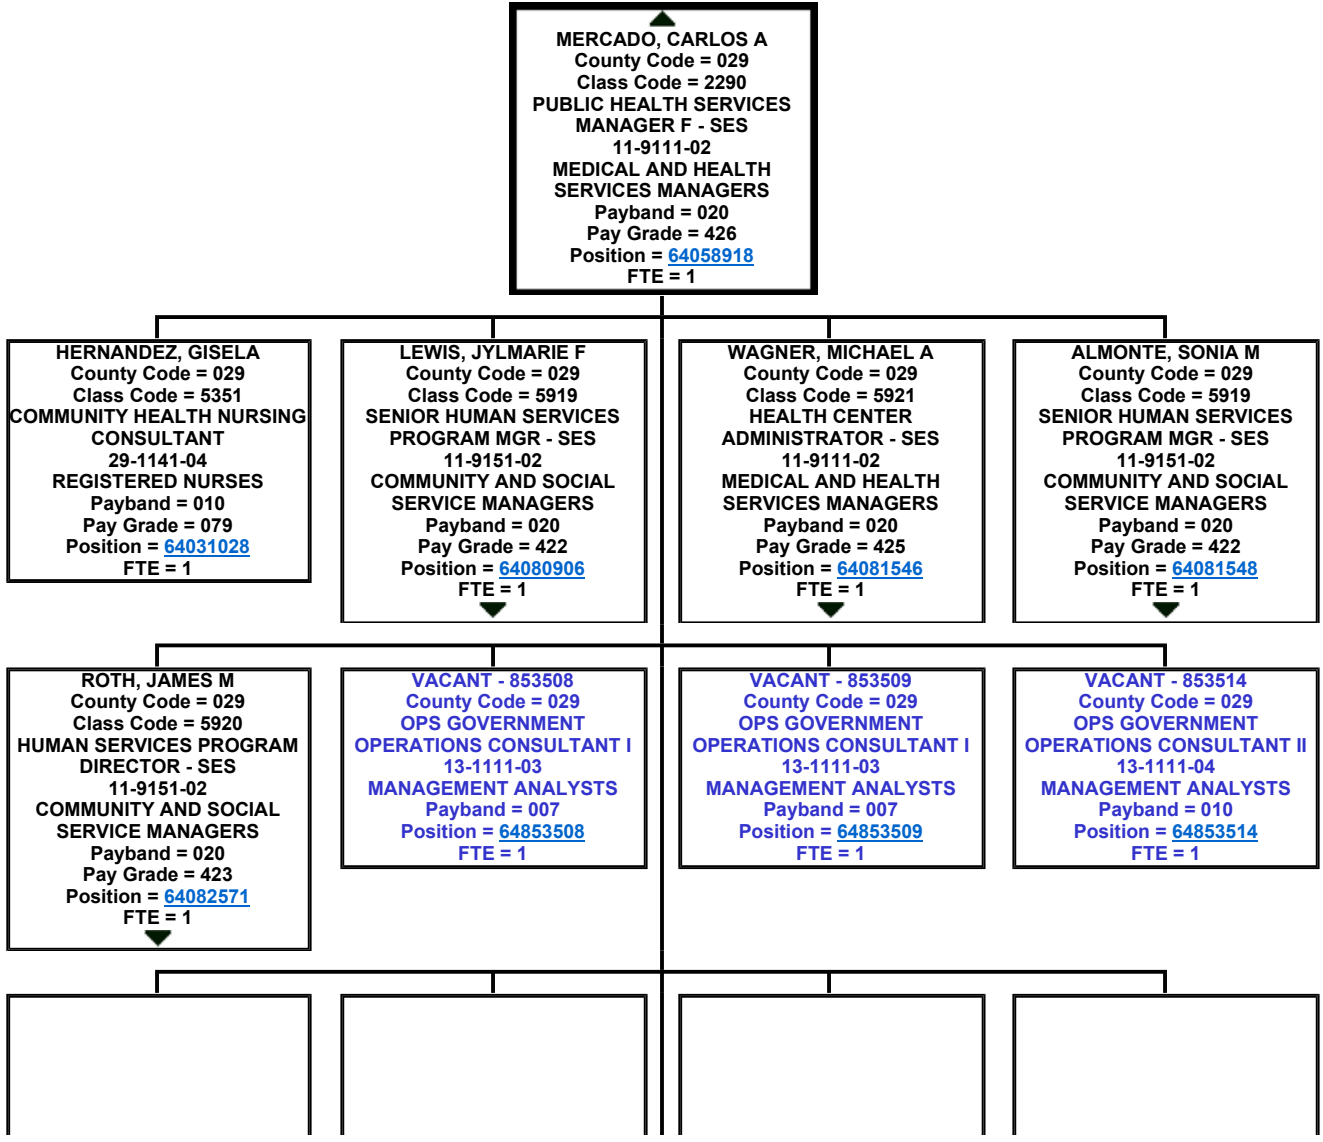 MERCADO, CARLOS A
County Code = 029
Class Code = 2290
PUBLIC HEALTH SERVICES
MANAGER F - SES
11-9111-02
MEDICAL AND HEALTH
SERVICES MANAGERS
Payband = 020
Pay Grade = 426
Position = 64058918
FTE = 1
HERNANDEZ, GISELA
County Code = 029
Class Code = 5351
COMMUNITY HEALTH NURSING
CONSULTANT
29-1141-04
REGISTERED NURSES
Payband = 010
Pay Grade = 079
Position = 64031028
FTE = 1
LEWIS, JYLMARIE F
County Code = 029
Class Code = 5919
SENIOR HUMAN SERVICES
PROGRAM MGR - SES
11-9151-02
COMMUNITY AND SOCIAL
SERVICE MANAGERS
Payband = 020
Pay Grade = 422
Position = 64080906
FTE = 1
WAGNER, MICHAEL A
County Code = 029
Class Code = 5921
HEALTH CENTER
ADMINISTRATOR - SES
11-9111-02
MEDICAL AND HEALTH
SERVICES MANAGERS
Payband = 020
Pay Grade = 425
Position = 64081546
FTE = 1
ALMONTE, SONIA M
County Code = 029
Class Code = 5919
SENIOR HUMAN SERVICES
PROGRAM MGR - SES
11-9151-02
COMMUNITY AND SOCIAL
SERVICE MANAGERS
Payband = 020
Pay Grade = 422
Position = 64081548
FTE = 1
ROTH, JAMES M
County Code = 029
Class Code = 5920
HUMAN SERVICES PROGRAM
DIRECTOR - SES
11-9151-02
COMMUNITY AND SOCIAL
SERVICE MANAGERS
Payband = 020
Pay Grade = 423
Position = 64082571
FTE = 1
VACANT - 853508
County Code = 029
OPS GOVERNMENT
OPERATIONS CONSULTANT I
13-1111-03
MANAGEMENT ANALYSTS
Payband = 007
Position = 64853508
FTE = 1
VACANT - 853509
County Code = 029
OPS GOVERNMENT
OPERATIONS CONSULTANT I
13-1111-03
MANAGEMENT ANALYSTS
Payband = 007
Position = 64853509
FTE = 1
VACANT - 853514
County Code = 029
OPS GOVERNMENT
OPERATIONS CONSULTANT II
13-1111-04
MANAGEMENT ANALYSTS
Payband = 010
Position = 64853514
FTE = 1